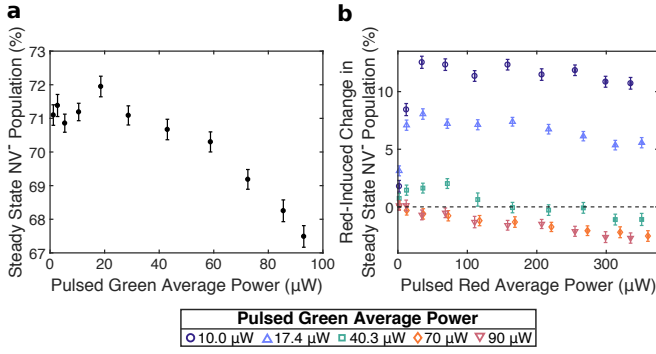 a
b
Steady State NV⁻ Population (%)
73
72
71
70
69
68
67
0 20 40 60 80 100
Pulsed Green Average Power (μW)
Red-Induced Change in
Steady State NV⁻ Population (%)
10
5
0
0 100 200 300
Pulsed Red Average Power (μW)
Pulsed Green Average Power
10.0 μW 17.4 μW 40.3 μW 70 μW 90 μW